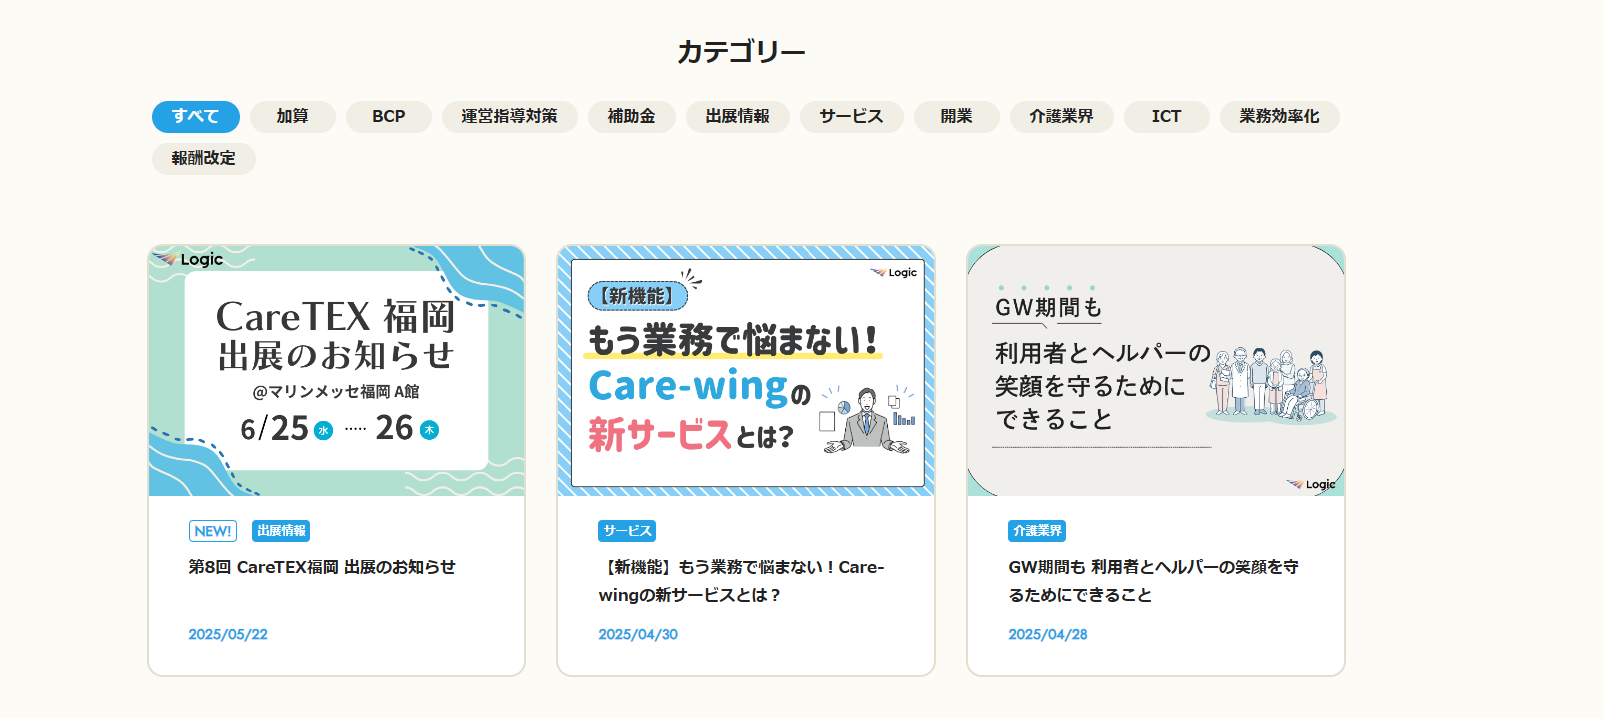 カテゴリー
すべて 加算 BCP 運営指導対策 補助金 出展情報 サービス 開業 介護業界 ICT 業務効率化
報酬改定
Logic
CareTEX 福岡
出展のお知らせ
@マリンメッセ福岡 A館
6/25 水 ····· 26 木
NEW! 出展情報
第8回 CareTEX福岡 出展のお知らせ
2025/05/22
Logic
【新機能】
もう業務で悩まない!
Care-wingの
新サービスとは?
サービス
【新機能】もう業務で悩まない！Care-
wingの新サービスとは？
2025/04/30
GW期間も
利用者とヘルパーの
笑顔を守るために
できること
Logic
介護業界
GW期間も 利用者とヘルパーの笑顔を守
るためにできること
2025/04/28